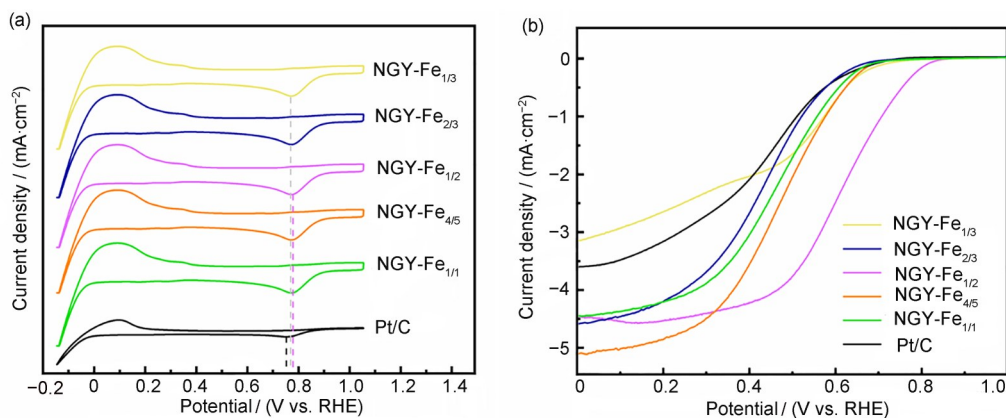 (a)
Current density / (mA·cm⁻²)
NGY-Fe₁/₃
NGY-Fe₂/₃
NGY-Fe₁/₂
NGY-Fe₄/₅
NGY-Fe₁/₁
Pt/C
−0.2 0 0.2 0.4 0.6 0.8 1.0 1.4
Potential / (V vs. RHE)
(b)
Current density / (mA·cm⁻²)
0
−1
−2
−3
−4
−5
NGY-Fe₁/₃
NGY-Fe₂/₃
NGY-Fe₁/₂
NGY-Fe₄/₅
NGY-Fe₁/₁
Pt/C
0 0.2 0.4 0.6 0.8 1.0
Potential / (V vs. RHE)